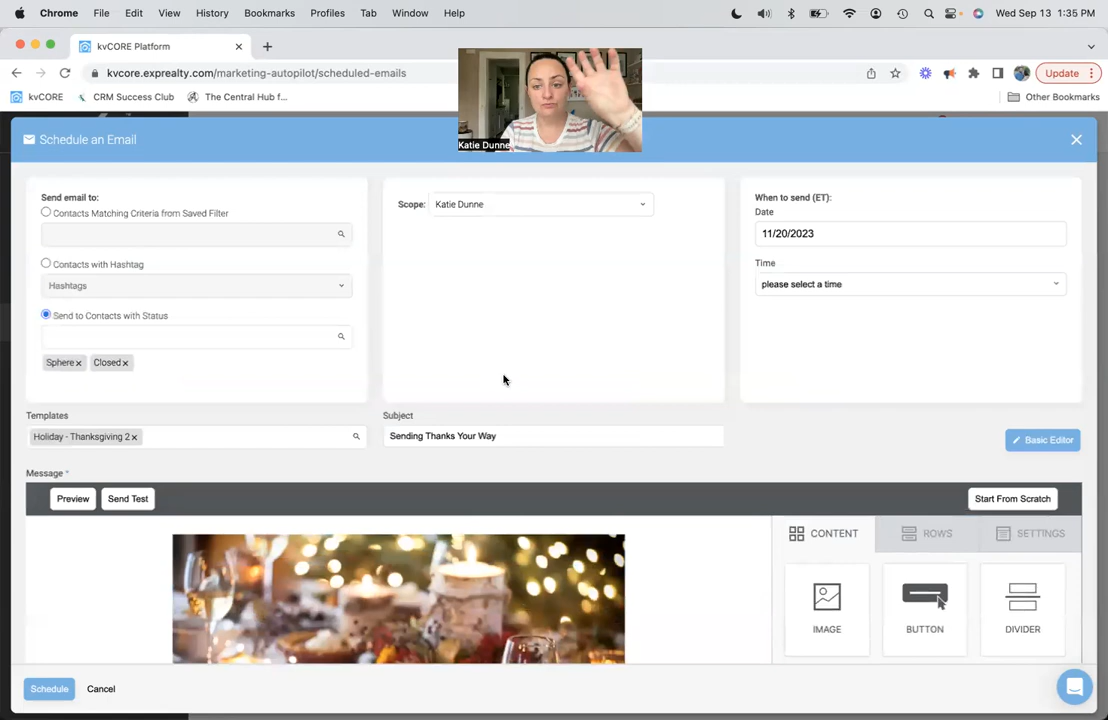 Chrome File Edit View History Bookmarks Profiles Tab Window Help Wed Sep 13 1:35 PM
kvCORE Platform
kvcore.exprealty.com/marketing-autopilot/scheduled-emails Update
kvCORE CRM Success Club The Central Hub f... Other Bookmarks
Katie Dunne
Schedule an Email
Send email to:
Contacts Matching Criteria from Saved Filter
Contacts with Hashtag
Hashtags
Send to Contacts with Status
Sphere x Closed x
Scope: Katie Dunne
When to send (ET):
Date
11/20/2023
Time
please select a time
Templates
Holiday - Thanksgiving 2 x
Subject
Sending Thanks Your Way
Basic Editor
Message *
Preview Send Test Start From Scratch
CONTENT ROWS SETTINGS
IMAGE BUTTON DIVIDER
Schedule Cancel